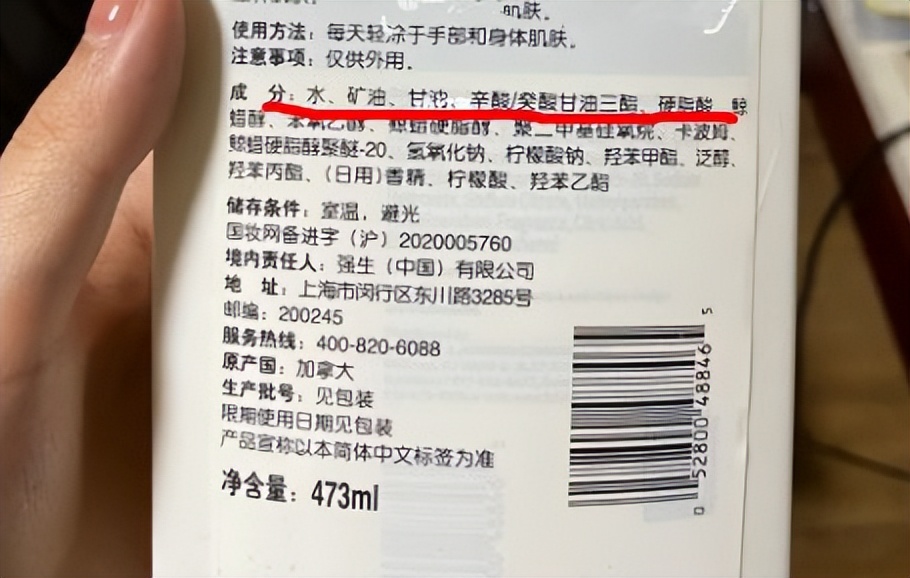 肌肤。
使用方法：每天轻涂于手部和身体肌肤。
注意事项：仅供外用。
成 分：水、矿油、甘油、辛酸/癸酸甘油三酯、硬脂酸、鲸
蜡醇、苯氧乙醇、鲸蜡硬脂醇、聚二甲基硅氧烷、卡波姆、
鲸蜡硬脂醇聚醚-20、氢氧化钠、柠檬酸钠、羟苯甲酯、泛醇、
羟苯丙酯、（日用）香精、柠檬酸、羟苯乙酯
储存条件：室温，避光
国妆网备进字（沪）2020005760
境内责任人：强生（中国）有限公司
地 址：上海市闵行区东川路3285号
邮编：200245
服务热线：400-820-6088
原产国：加拿大
生产批号：见包装
限期使用日期见包装
产品宣称以本简体中文标签为准
净含量：473ml
0 52800 48846 5